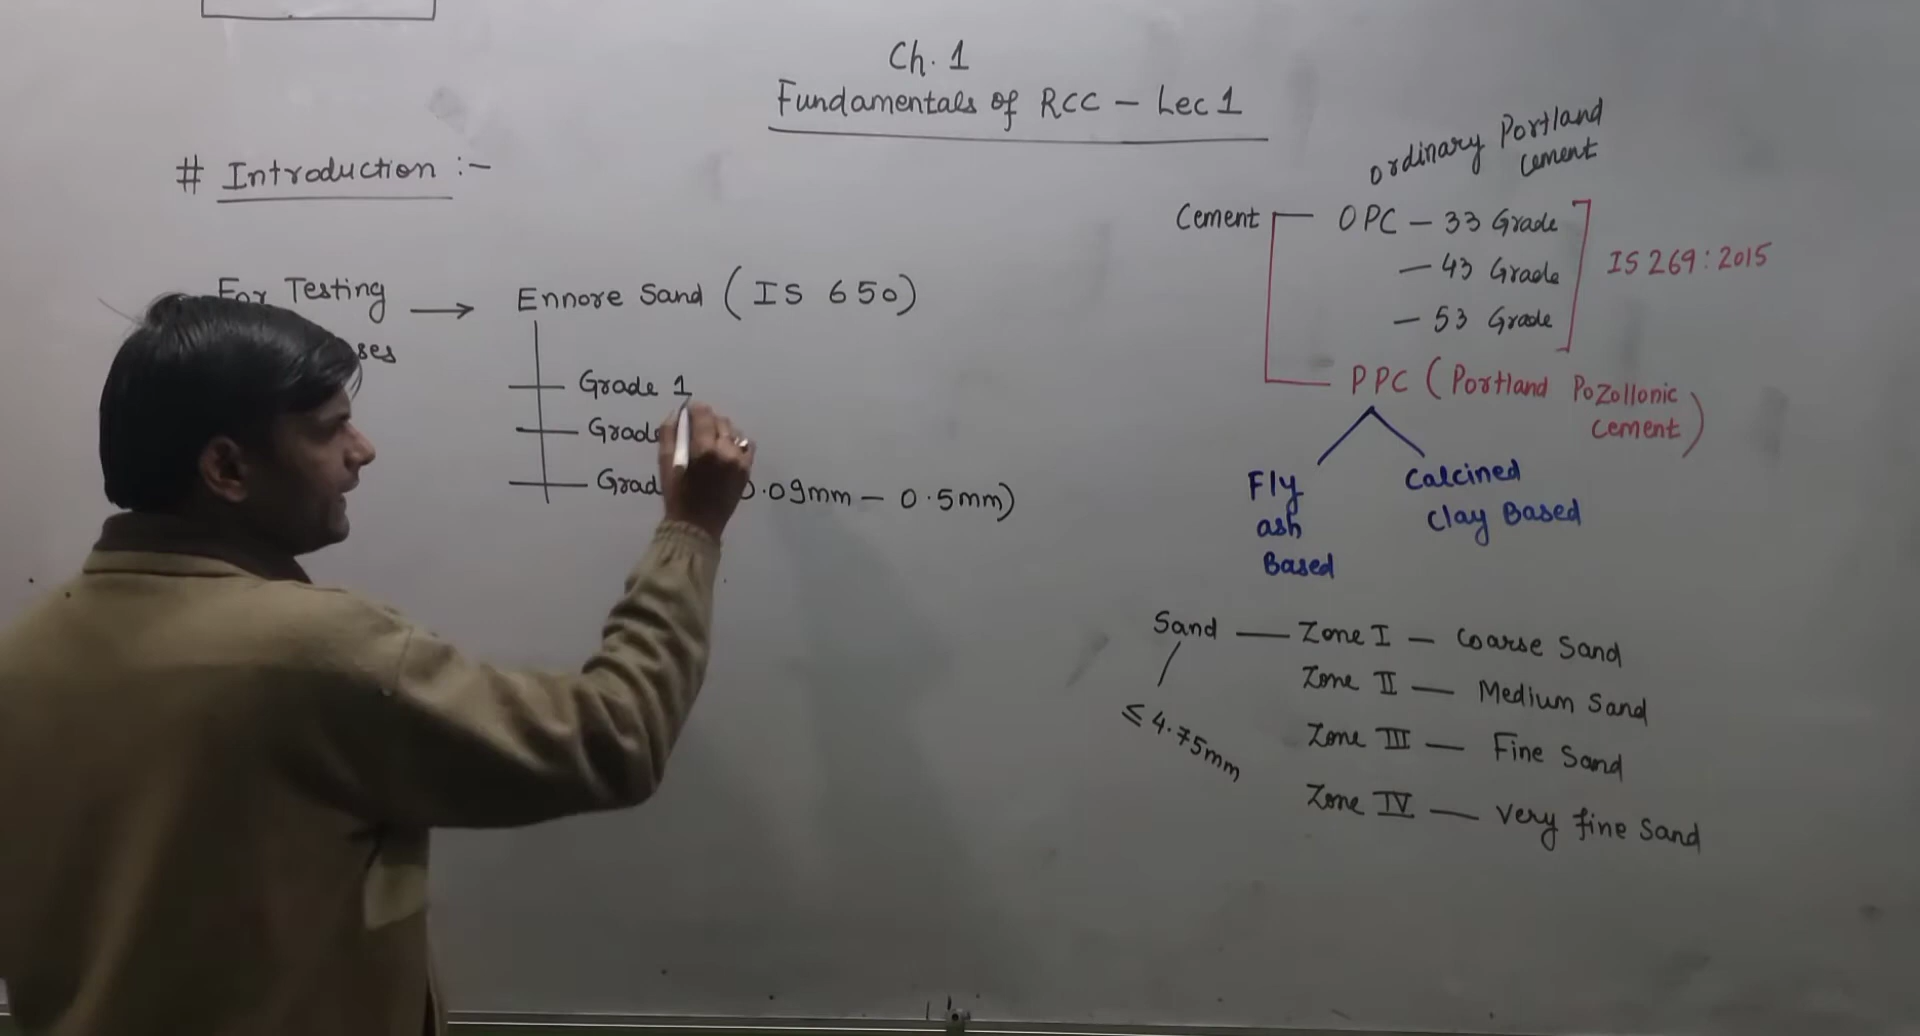 Ch. 1
Fundamentals of RCC - Lec 1
# Introduction :-
For Testing → Ennore Sand (IS 650)
Grade 1
0.09mm - 0.5mm)
Ordinary Portland
Cement
Cement OPC - 33 Grade
- 43 Grade
- 53 Grade
IS 269:2015
PPC (Portland Pozollonic
Cement)
Fly
ash
Based
Calcined
Clay Based
Sand — Zone I - Coarse Sand
Zone II — Medium Sand
Zone III — Fine Sand
Zone IV — Very fine Sand
≤ 4.75mm